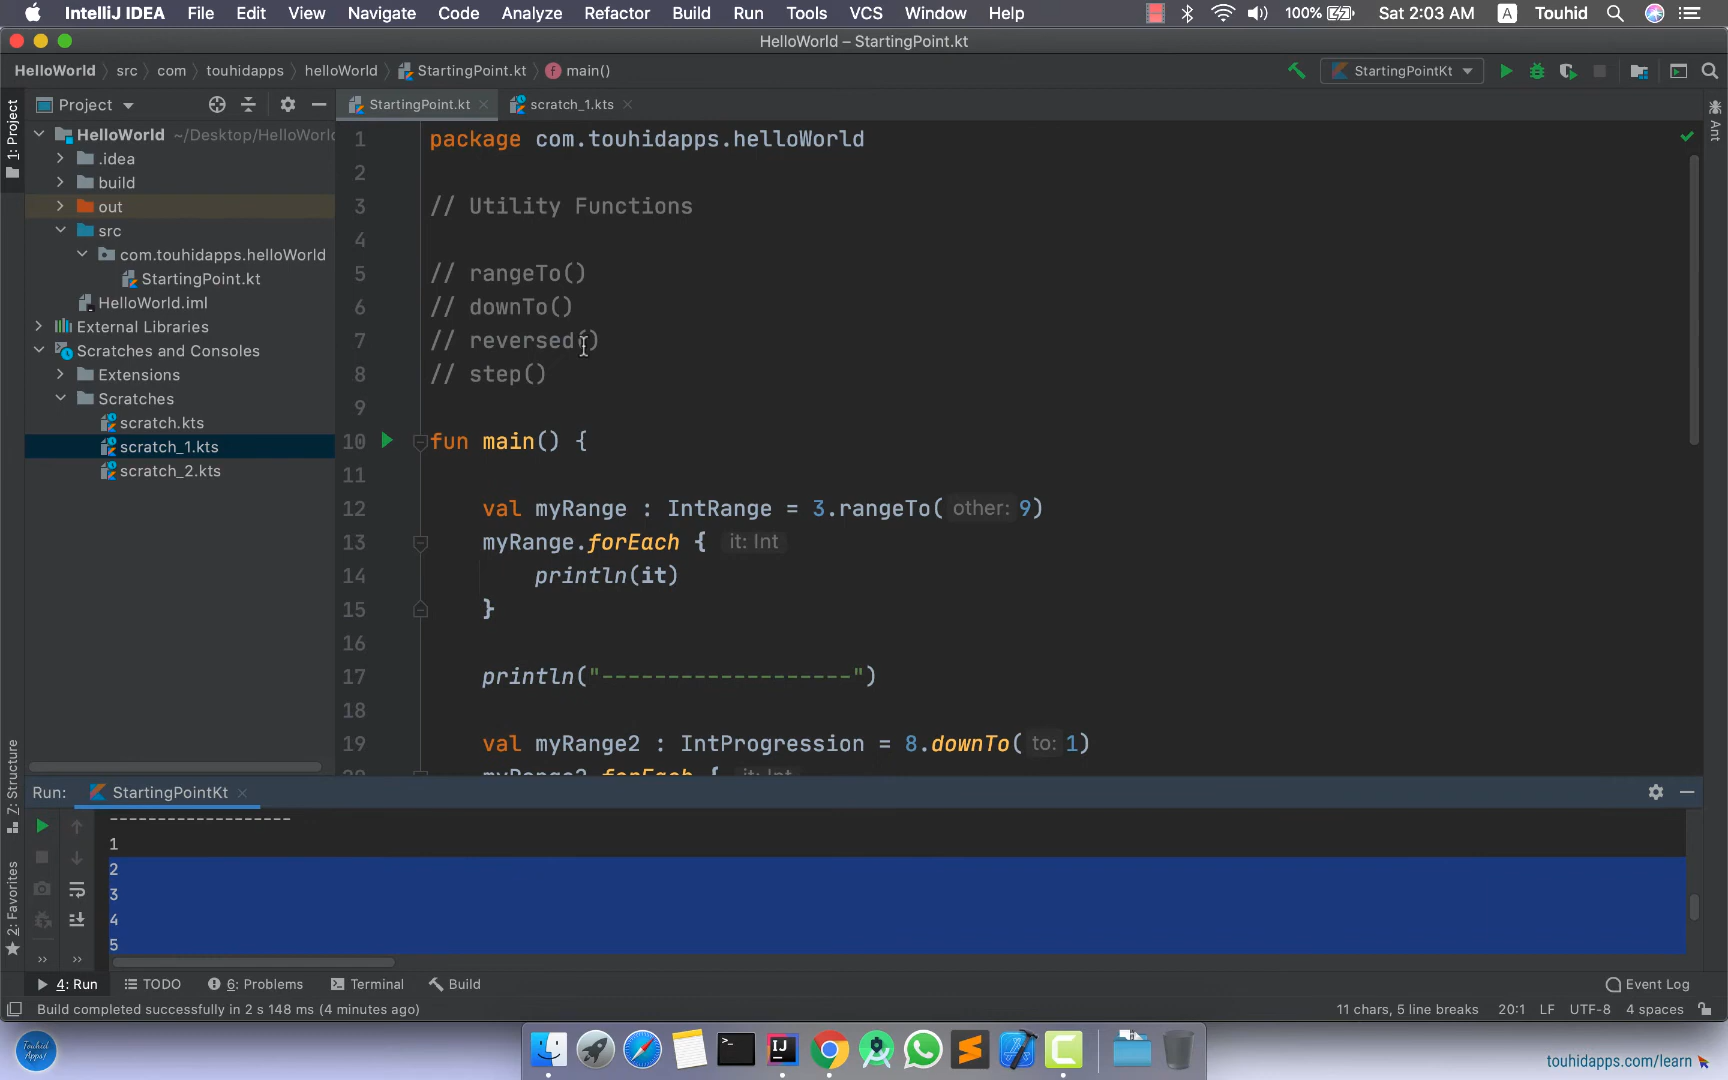 IntelliJ IDEA File Edit View Navigate Code Analyze Refactor Build Run Tools VCS Window Help 100% Sat 2:03 AM A Touhid
HelloWorld – StartingPoint.kt
HelloWorld src com touhidapps helloWorld StartingPoint.kt f main() StartingPointKt
1: Project
Project
StartingPoint.kt
scratch_1.kts
Ant
HelloWorld ~/Desktop/HelloWorld
.idea
build
out
src
com.touhidapps.helloWorld
StartingPoint.kt
HelloWorld.iml
External Libraries
Scratches and Consoles
Extensions
Scratches
scratch.kts
scratch_1.kts
scratch_2.kts
1 package com.touhidapps.helloWorld
2
3 // Utility Functions
4
5 // rangeTo()
6 // downTo()
7 // reversed()
8 // step()
9
10 fun main() {
11
12 val myRange : IntRange = 3.rangeTo( other: 9)
13 myRange.forEach { it: Int
14 println(it)
15 }
16
17 println("-------------------")
18
19 val myRange2 : IntProgression = 8.downTo( to: 1)
20 myRange2.forEach { it: Int
Z: Structure
2: Favorites
Run: StartingPointKt
-------------------
1
2
3
4
5
4: Run TODO 6: Problems Terminal Build Event Log
Build completed successfully in 2 s 148 ms (4 minutes ago) 11 chars, 5 line breaks 20:1 LF UTF-8 4 spaces
Touhid
Apps!
IJ
touhidapps.com/learn